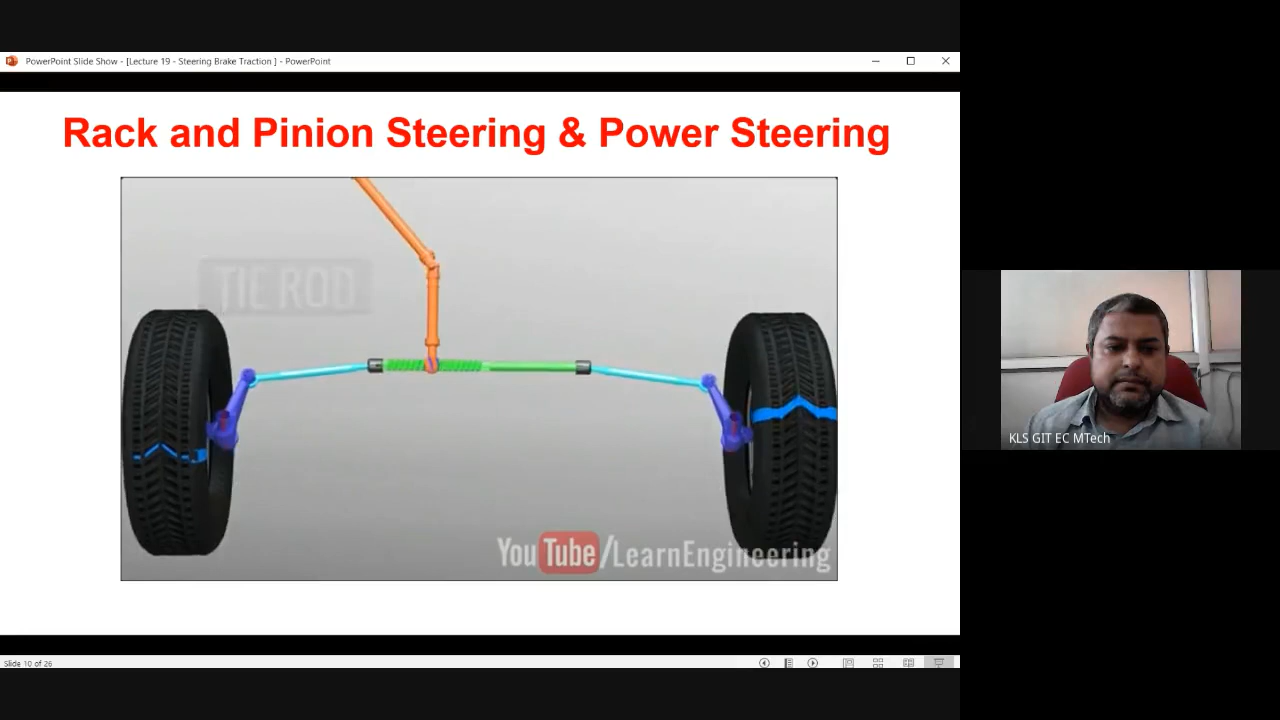 PowerPoint Slide Show - [Lecture 19 - Steering Brake Traction ] - PowerPoint
Rack and Pinion Steering & Power Steering
TIE ROD
YouTube/LearnEngineering
KLS GIT EC MTech
Slide 10 of 26